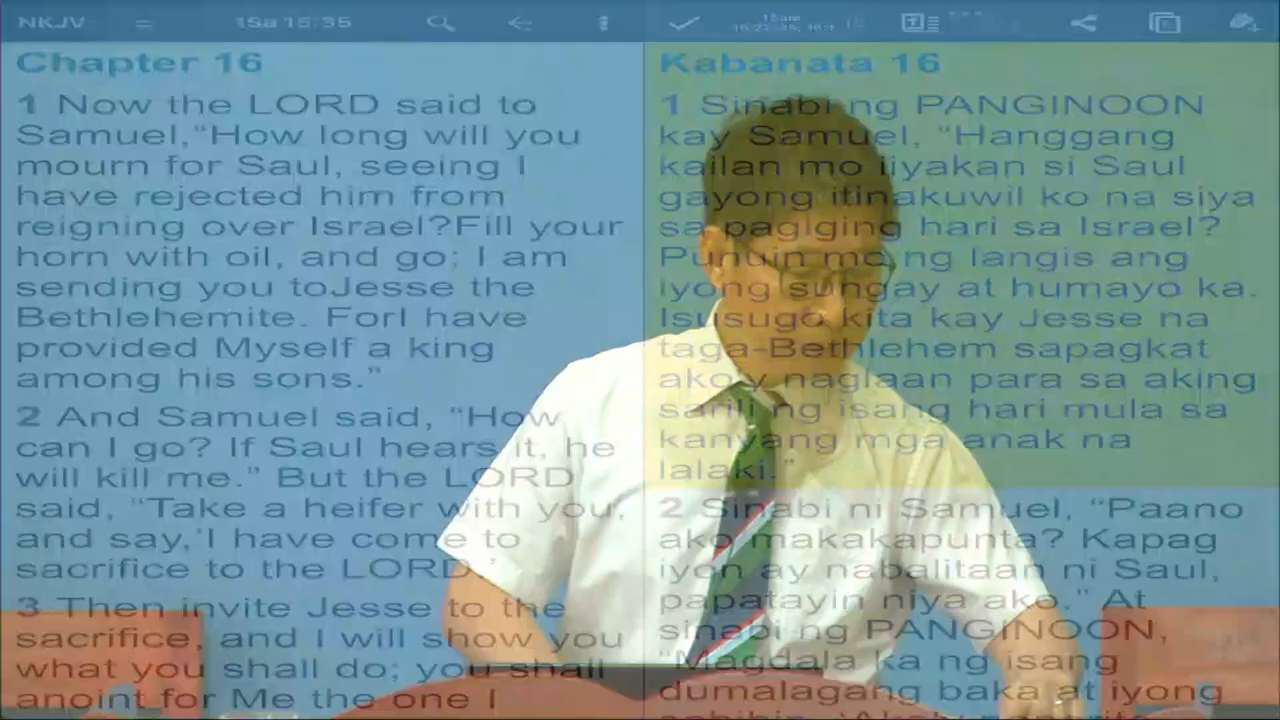 NKJV
19a 15:35
Chapter 16
1 Now the LORD said to
Samuel,“How long will you
mourn for Saul, seeing I
have rejected him from
reigning over Israel?Fill your
horn with oil, and go; I am
sending you toJesse the
Bethlehemite. ForI have
provided Myself a king
among his sons.”
2 And Samuel said, “How
can I go? If Saul hears it, he
will kill me.” But the LORD
said, “Take a heifer with you,
and say,‘I have come to
sacrifice to the LORD.’
3 Then invite Jesse to the
sacrifice, and I will show you
what you shall do; you shall
anoint for Me the one I
Kabanata 16
1 Sinabi ng PANGINOON
kay Samuel, “Hanggang
kailan mo iiyakan si Saul
gayong itinakuwil ko na siya
sa pagiging hari sa Israel?
Punuin mo ng langis ang
iyong sungay at humayo ka.
Isusugo kita kay Jesse na
taga-Bethlehem sapagkat
ako'y naglaan para sa aking
sarili ng isang hari mula sa
kanyang mga anak na
lalaki.”
2 Sinabi ni Samuel, “Paano
ako makakapunta? Kapag
iyon ay nabalitaan ni Saul,
papatayin niya ako.” At
sinabi ng PANGINOON,
“Magdala ka ng isang
dumalagang baka at iyong